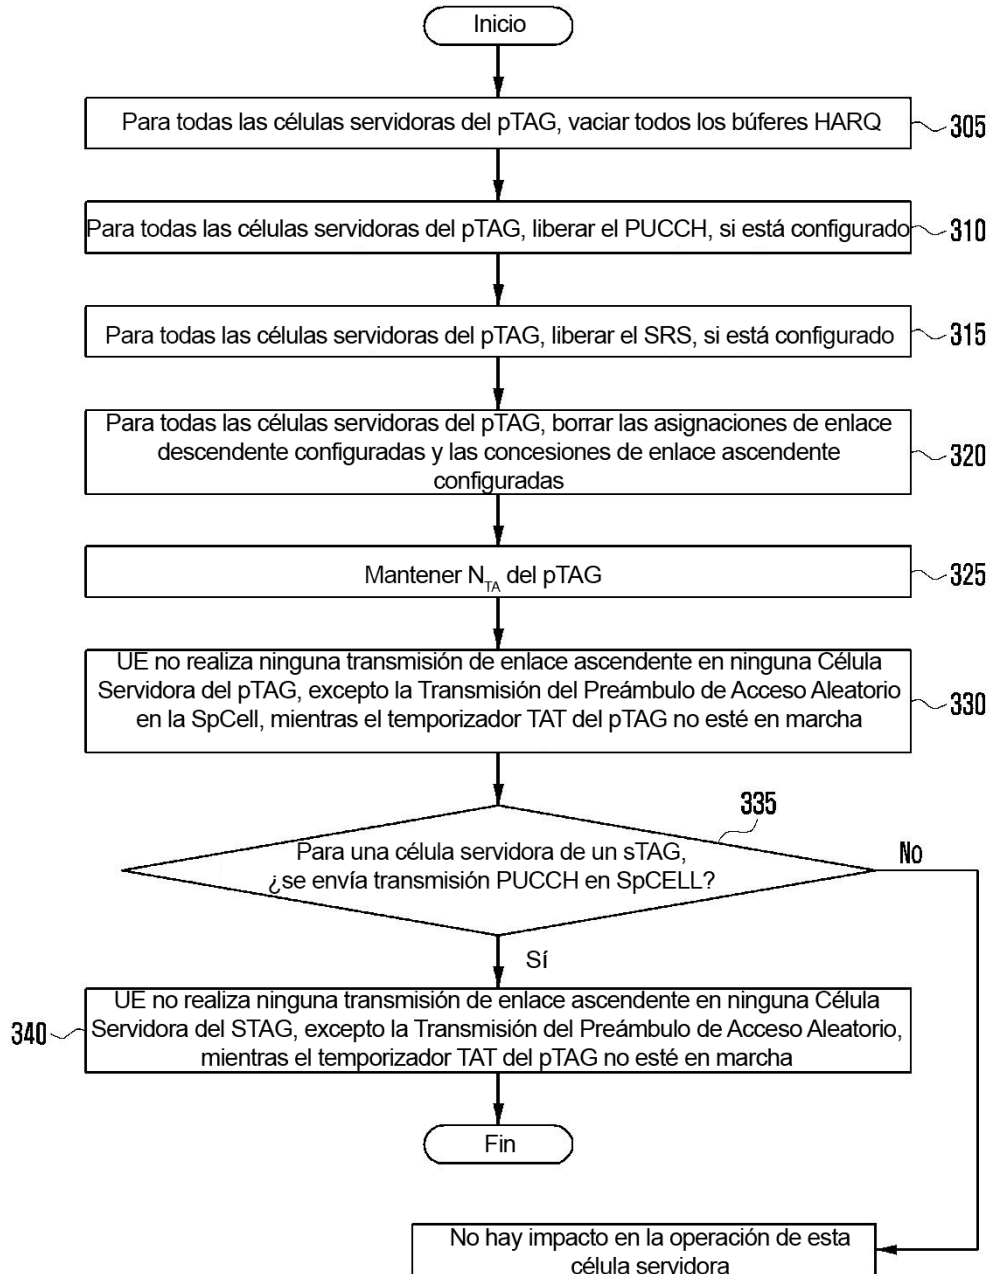 Inicio
Para todas las células servidoras del pTAG, vaciar todos los búferes HARQ
305
Para todas las células servidoras del pTAG, liberar el PUCCH, si está configurado
310
Para todas las células servidoras del pTAG, liberar el SRS, si está configurado
315
Para todas las células servidoras del pTAG, borrar las asignaciones de enlace
descendente configuradas y las concesiones de enlace ascendente
configuradas
320
Mantener NTA del pTAG
325
UE no realiza ninguna transmisión de enlace ascendente en ninguna Célula
Servidora del pTAG, excepto la Transmisión del Preámbulo de Acceso Aleatorio
en la SpCell, mientras el temporizador TAT del pTAG no esté en marcha
330
335
Para una célula servidora de un sTAG,
¿se envía transmisión PUCCH en SpCELL?
No
Sí
UE no realiza ninguna transmisión de enlace ascendente en ninguna Célula
Servidora del STAG, excepto la Transmisión del Preámbulo de Acceso Aleatorio,
mientras el temporizador TAT del pTAG no esté en marcha
340
Fin
No hay impacto en la operación de esta
célula servidora